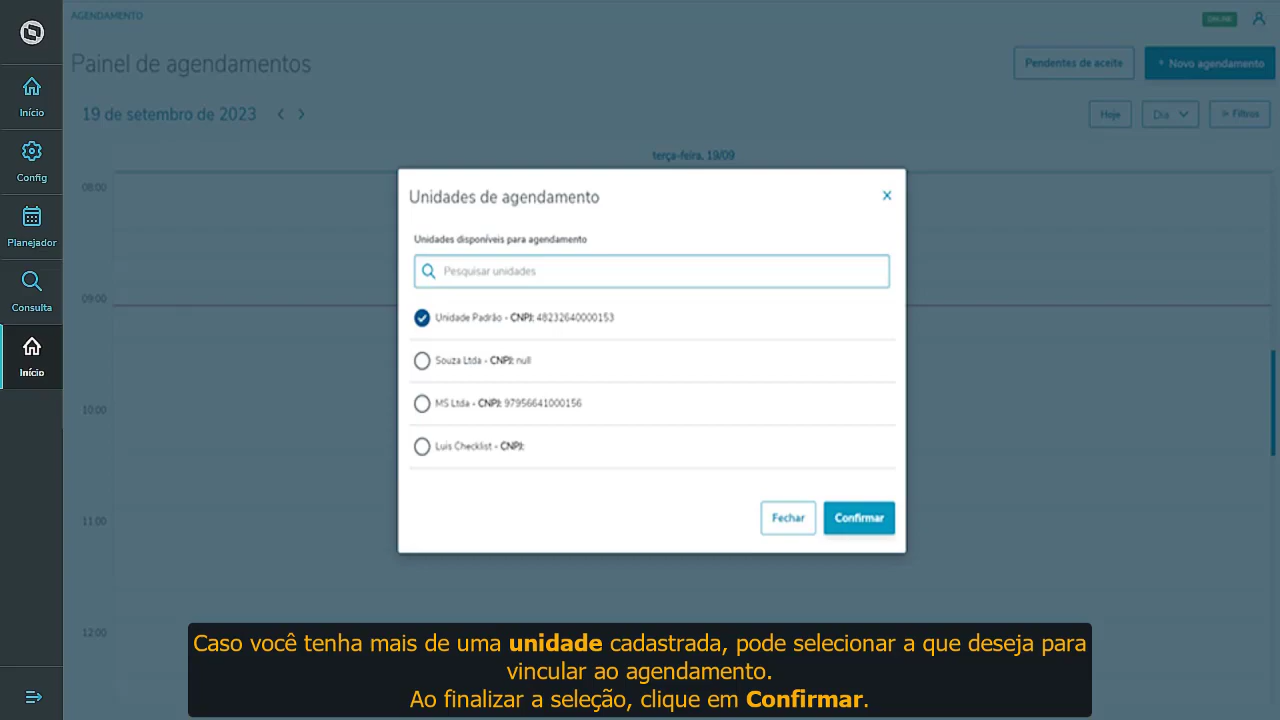 AGENDAMENTO
ONLINE
Painel de agendamentos
Pendentes de aceite
+ Novo agendamento
19 de setembro de 2023
Hoje
Dia
Filtros
Início
Config
Planejador
Consulta
Início
terça-feira, 19/09
08:00
09:00
10:00
11:00
12:00
Unidades de agendamento
Unidades disponíveis para agendamento
Pesquisar unidades
Unidade Padrão - CNPJ: 48232640000153
Souza Ltda - CNPJ: null
MS Ltda - CNPJ: 97956641000156
Luis Checklist - CNPJ:
Fechar
Confirmar
Caso você tenha mais de uma unidade cadastrada, pode selecionar a que deseja para
vincular ao agendamento.
Ao finalizar a seleção, clique em Confirmar.